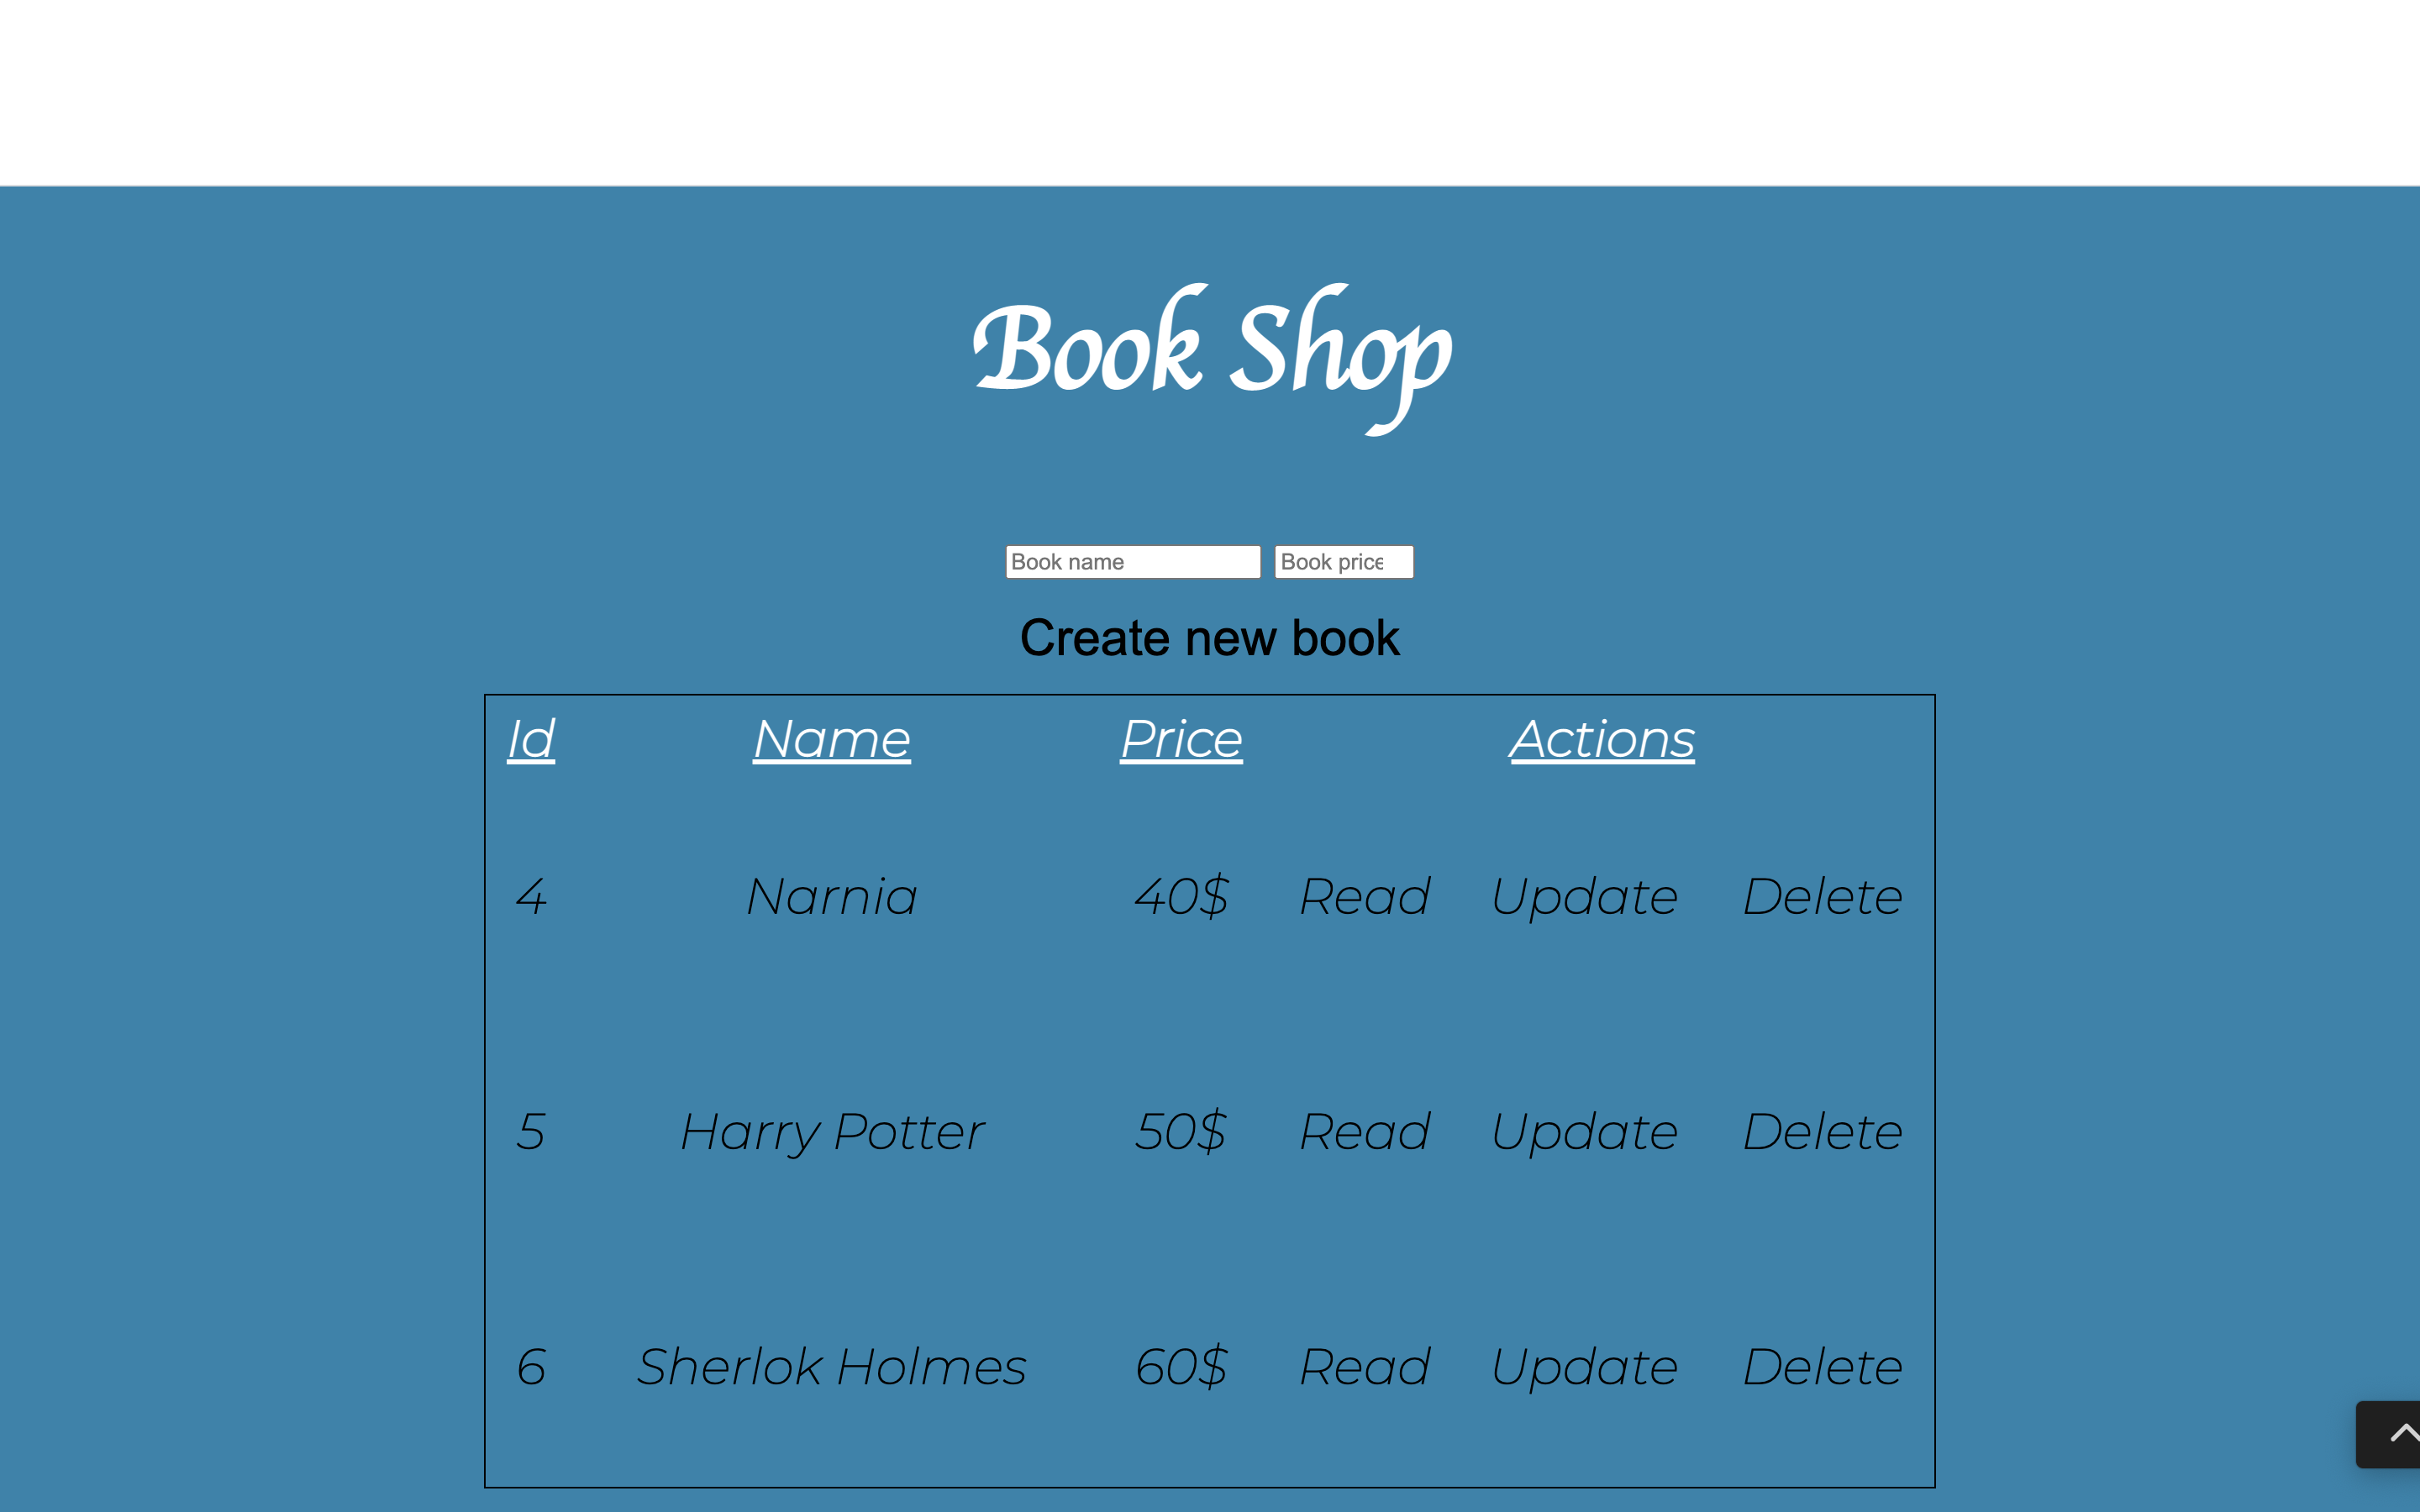 Book Shop
Book name Book price
Create new book
Id Name Price Actions
4 Narnia 40$ Read Update Delete
5 Harry Potter 50$ Read Update Delete
6 Sherlok Holmes 60$ Read Update Delete